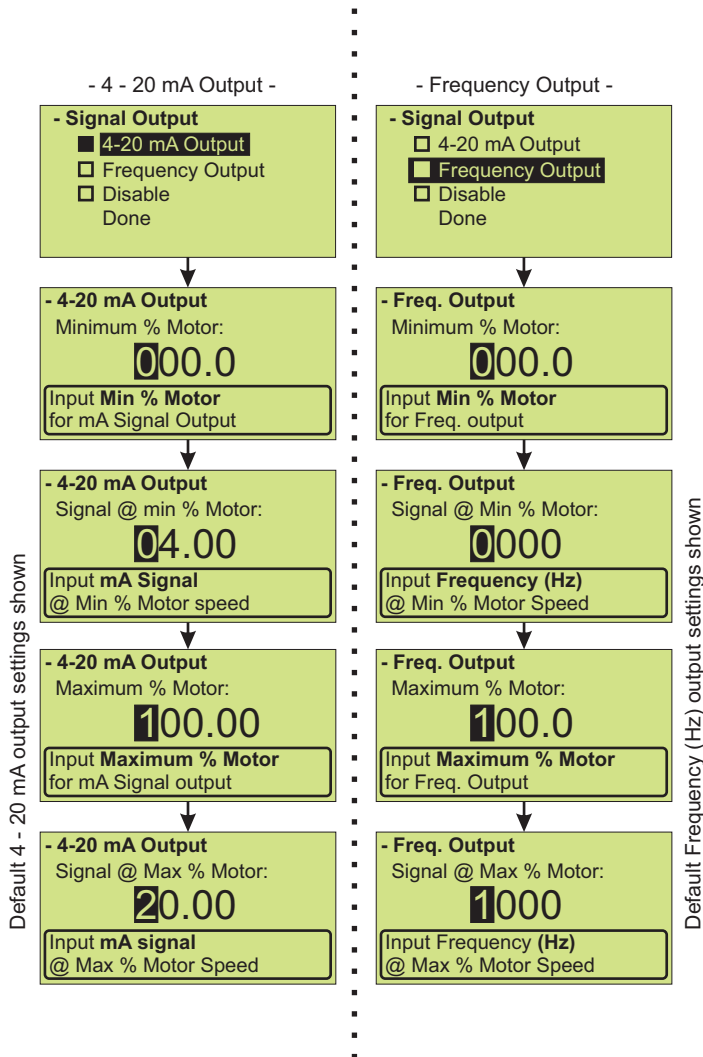 - 4 - 20 mA Output -
- Signal Output
4-20 mA Output
Frequency Output
Disable
Done
- 4-20 mA Output
Minimum % Motor:
000.0
Input Min % Motor
for mA Signal Output
- 4-20 mA Output
Signal @ min % Motor:
04.00
Input mA Signal
@ Min % Motor speed
- 4-20 mA Output
Maximum % Motor:
100.00
Input Maximum % Motor
for mA Signal output
- 4-20 mA Output
Signal @ Max % Motor:
20.00
Input mA signal
@ Max % Motor Speed
Default 4 - 20 mA output settings shown
- Frequency Output -
- Signal Output
4-20 mA Output
Frequency Output
Disable
Done
- Freq. Output
Minimum % Motor:
000.0
Input Min % Motor
for Freq. output
- Freq. Output
Signal @ Min % Motor:
0000
Input Frequency (Hz)
@ Min % Motor Speed
- Freq. Output
Maximum % Motor:
100.0
Input Maximum % Motor
for Freq. Output
- Freq. Output
Signal @ Max % Motor:
1000
Input Frequency (Hz)
@ Max % Motor Speed
Default Frequency (Hz) output settings shown